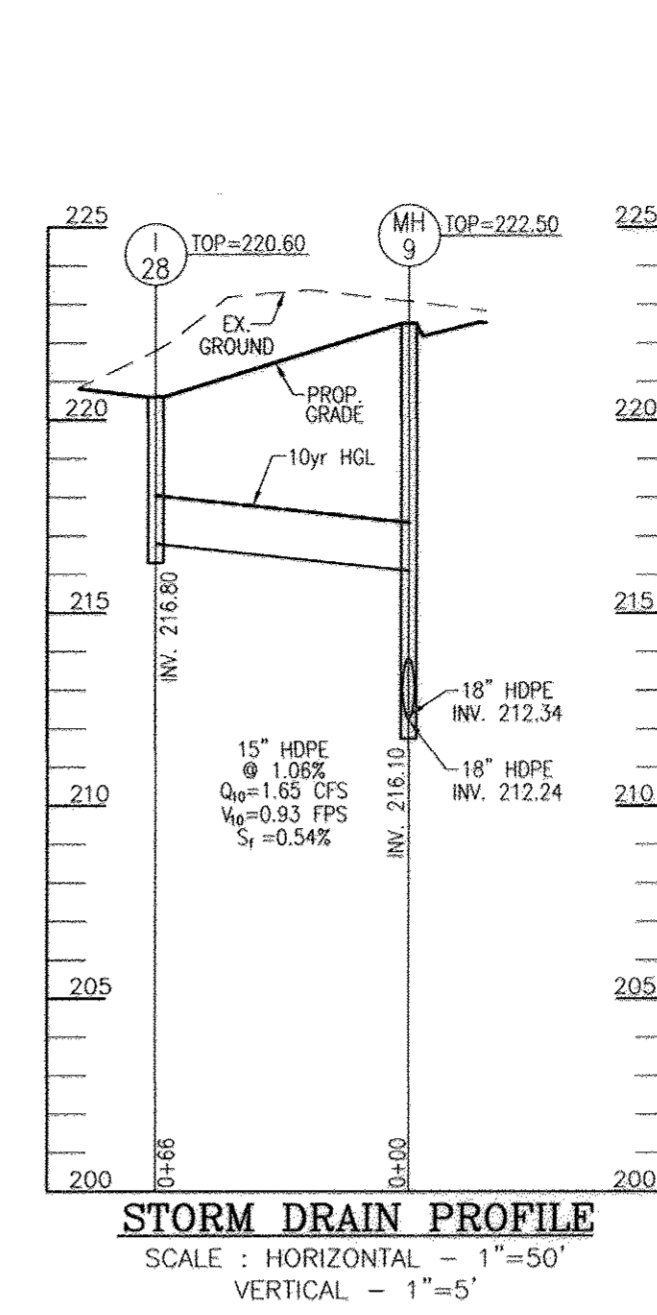 225
225
I
28
TOP=220.60
MH
9
TOP=222.50
EX.
GROUND
PROP.
GRADE
220
220
10yr HGL
215
215
INV. 216.80
18" HDPE
INV. 212.34
15" HDPE
@ 1.06%
Q10=1.65 CFS
V10=0.93 FPS
Sf =0.54%
INV. 216.10
18" HDPE
INV. 212.24
210
210
205
205
0+66
0+00
200
200
STORM DRAIN PROFILE
SCALE : HORIZONTAL - 1"=50'
VERTICAL - 1"=5'